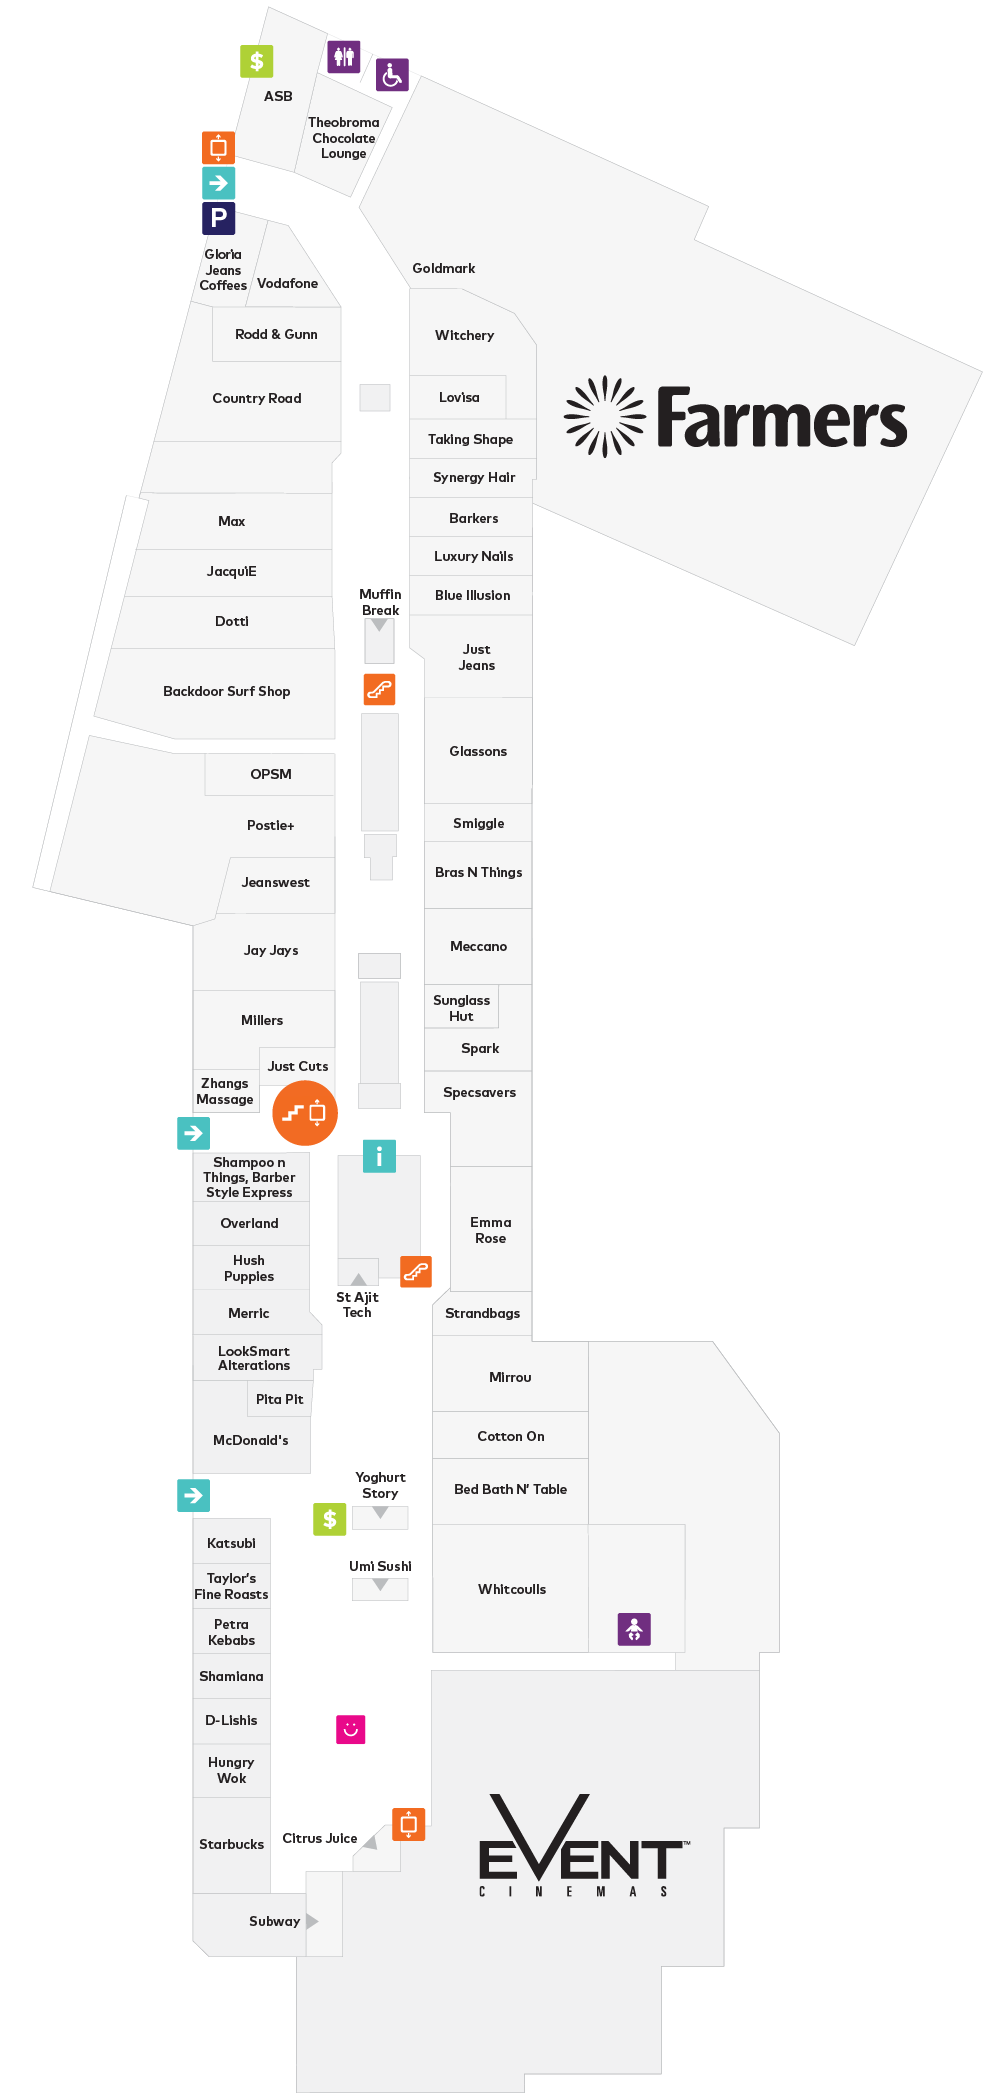 $
ASB
Theobroma
Chocolate
Lounge
P
Gloria
Jeans
Coffees
Vodafone
Goldmark
Rodd & Gunn
Witchery
Country Road
Lovisa
Farmers
Taking Shape
Synergy Hair
Max
Barkers
Luxury Nails
JacquiE
Muffin
Break
Blue Illusion
Dotti
Just
Jeans
Backdoor Surf Shop
Glassons
OPSM
Postie+
Smiggle
Jeanswest
Bras N Things
Jay Jays
Meccano
Millers
Sunglass
Hut
Spark
Just Cuts
Zhangs
Massage
Specsavers
i
Shampoo n
Things, Barber
Style Express
Overland
Emma
Rose
Hush
Puppies
St Ajit
Tech
Merric
Strandbags
LookSmart
Alterations
Mirrou
Pita Pit
McDonald's
Cotton On
Yoghurt
Story
Bed Bath N’ Table
$
Katsubi
Umi Sushi
Taylor’s
Fine Roasts
Whitcoulls
Petra
Kebabs
Shamiana
D-Lishis
Hungry
Wok
Citrus Juice
Starbucks
EVENT™
CINEMAS
Subway